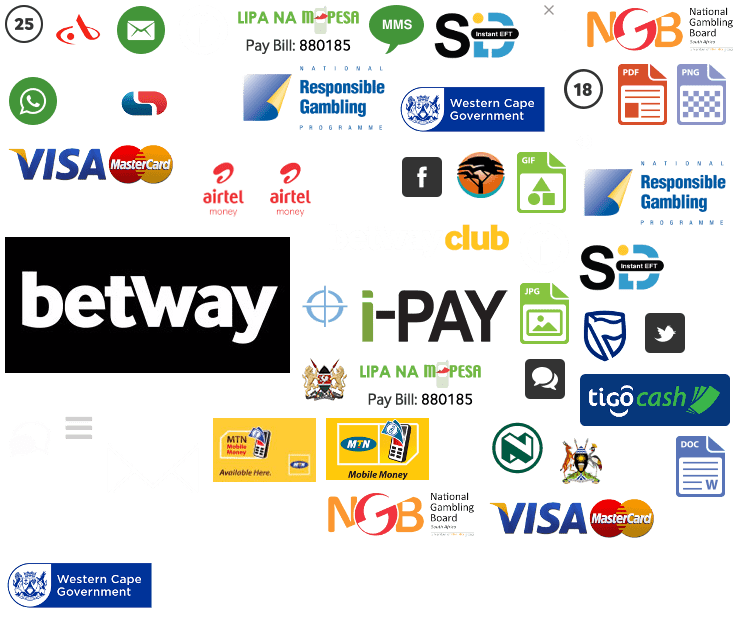 25
LIPA NA M-PESA
Pay Bill: 880185
MMS
SiD
Instant EFT
NGB
National
Gambling
Board
South Africa
NATIONAL
Responsible
Gambling
PROGRAMME
Western Cape
Government
18
PDF
PNG
VISA
MasterCard
airtel
money
airtel
money
f
GIF
NATIONAL
Responsible
Gambling
PROGRAMME
club
betway
i-PAY
JPG
SiD
Instant EFT
LIPA NA M-PESA
Pay Bill: 880185
tigo cash
MTN
Mobile
Money
Available Here.
MTN
MTN
Mobile Money
N
DOC
W
NGB
National
Gambling
Board
South Africa
VISA
MasterCard
Western Cape
Government